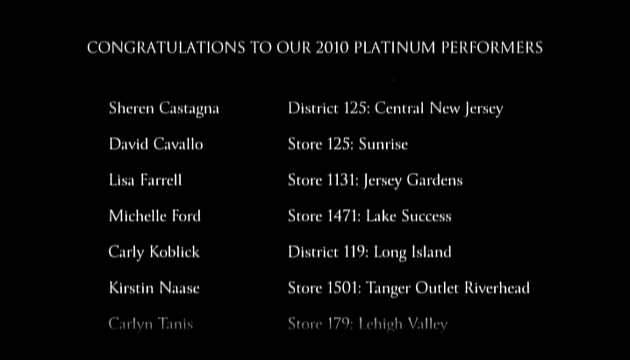 CONGRATULATIONS TO OUR 2010 PLATINUM PERFORMERS
Sheren Castagna District 125: Central New Jersey
David Cavallo Store 125: Sunrise
Lisa Farrell Store 1131: Jersey Gardens
Michelle Ford Store 1471: Lake Success
Carly Koblick District 119: Long Island
Kirstin Naase Store 1501: Tanger Outlet Riverhead
Carlyn Tanis Store 179: Lehigh Valley